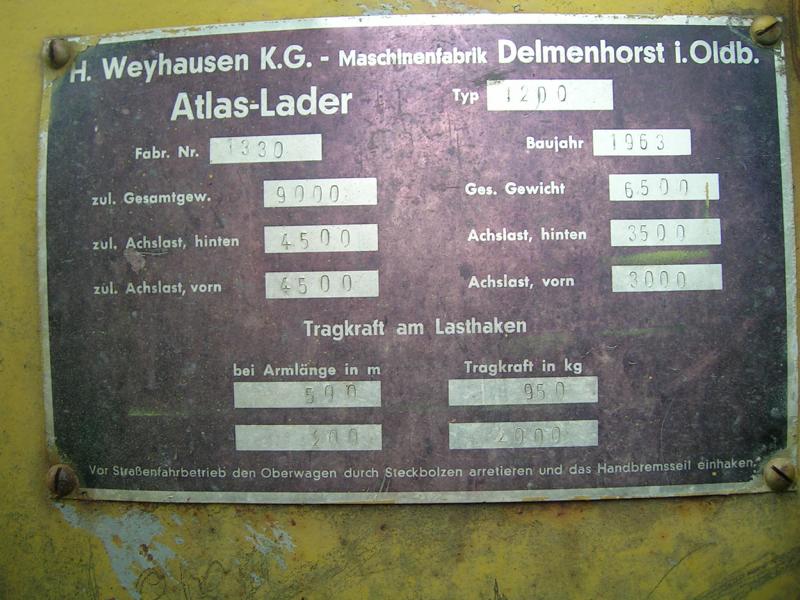 H. Weyhausen K.G. - Maschinenfabrik Delmenhorst i.Oldb.
Atlas-Lader Typ 1200
Fabr. Nr. 1330 Baujahr 1963
zul. Gesamtgew. 9000 Ges. Gewicht 6500
zul. Achslast, hinten 4500 Achslast, hinten 3500
zul. Achslast, vorn 4500 Achslast, vorn 3000
Tragkraft am Lasthaken
bei Armlänge in m Tragkraft in kg
500 950
Vor Straßenfahrbetrieb den Oberwagen durch Steckbolzen arretieren und das Handbremsseil einhaken.